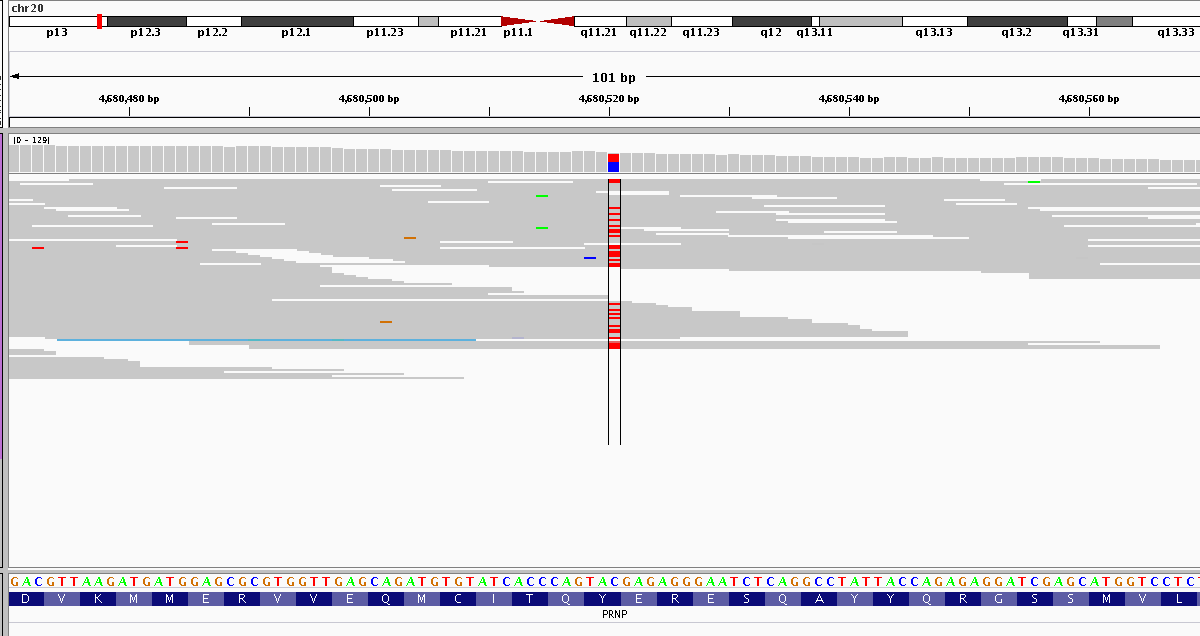 chr20
p13 p12.3 p12.2 p12.1 p11.23 p11.21 p11.1 q11.21 q11.22 q11.23 q12 q13.11 q13.13 q13.2 q13.31 q13.33
101 bp
4,680,480 bp 4,680,500 bp 4,680,520 bp 4,680,540 bp 4,680,560 bp
[0 - 129]
GACGTTAAGATGATGGAGCGCGTGGTTGAGCAGATGTGTATCACCCAGTACGAGAGGGAATCTCAGGCCTATTACCAGAGAGGATCGAGCATGGTCCTC
D V K M M E R V V E Q M C I T Q Y E R E S Q A Y Y Q R G S S M V L
PRNP